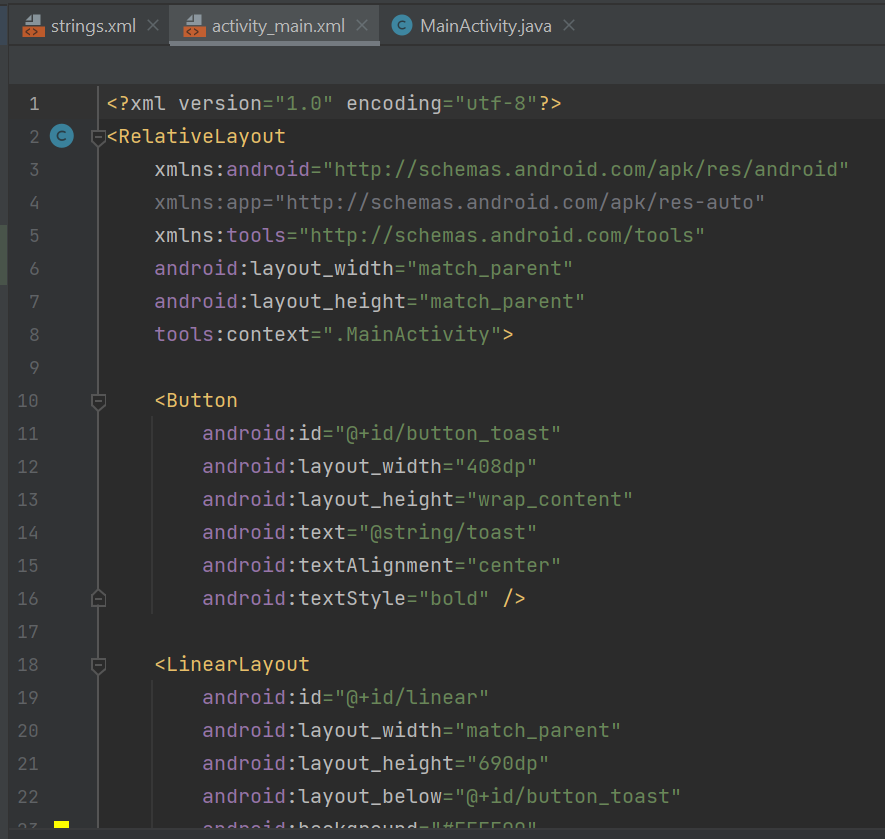 strings.xml activity_main.xml MainActivity.java
1 <?xml version="1.0" encoding="utf-8"?>
2 C <RelativeLayout
3 xmlns:android="http://schemas.android.com/apk/res/android"
4 xmlns:app="http://schemas.android.com/apk/res-auto"
5 xmlns:tools="http://schemas.android.com/tools"
6 android:layout_width="match_parent"
7 android:layout_height="match_parent"
8 tools:context=".MainActivity">
9
10 <Button
11 android:id="@+id/button_toast"
12 android:layout_width="408dp"
13 android:layout_height="wrap_content"
14 android:text="@string/toast"
15 android:textAlignment="center"
16 android:textStyle="bold" />
17
18 <LinearLayout
19 android:id="@+id/linear"
20 android:layout_width="match_parent"
21 android:layout_height="690dp"
22 android:layout_below="@+id/button_toast"
23